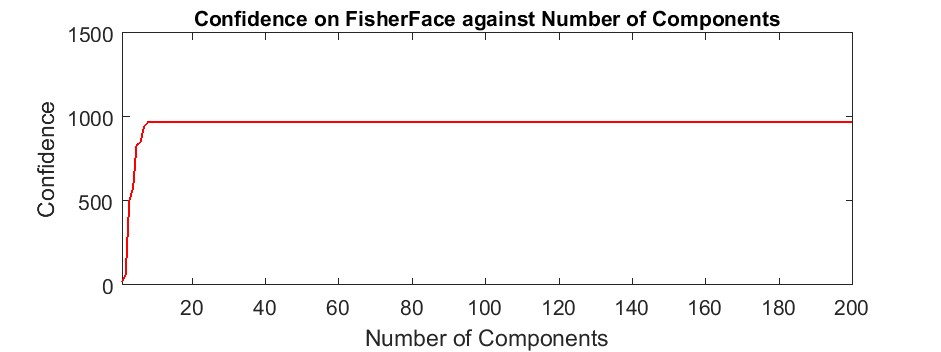 Confidence on FisherFace against Number of Components
1500
1000
500
0
Confidence
20 40 60 80 100 120 140 160 180 200
Number of Components